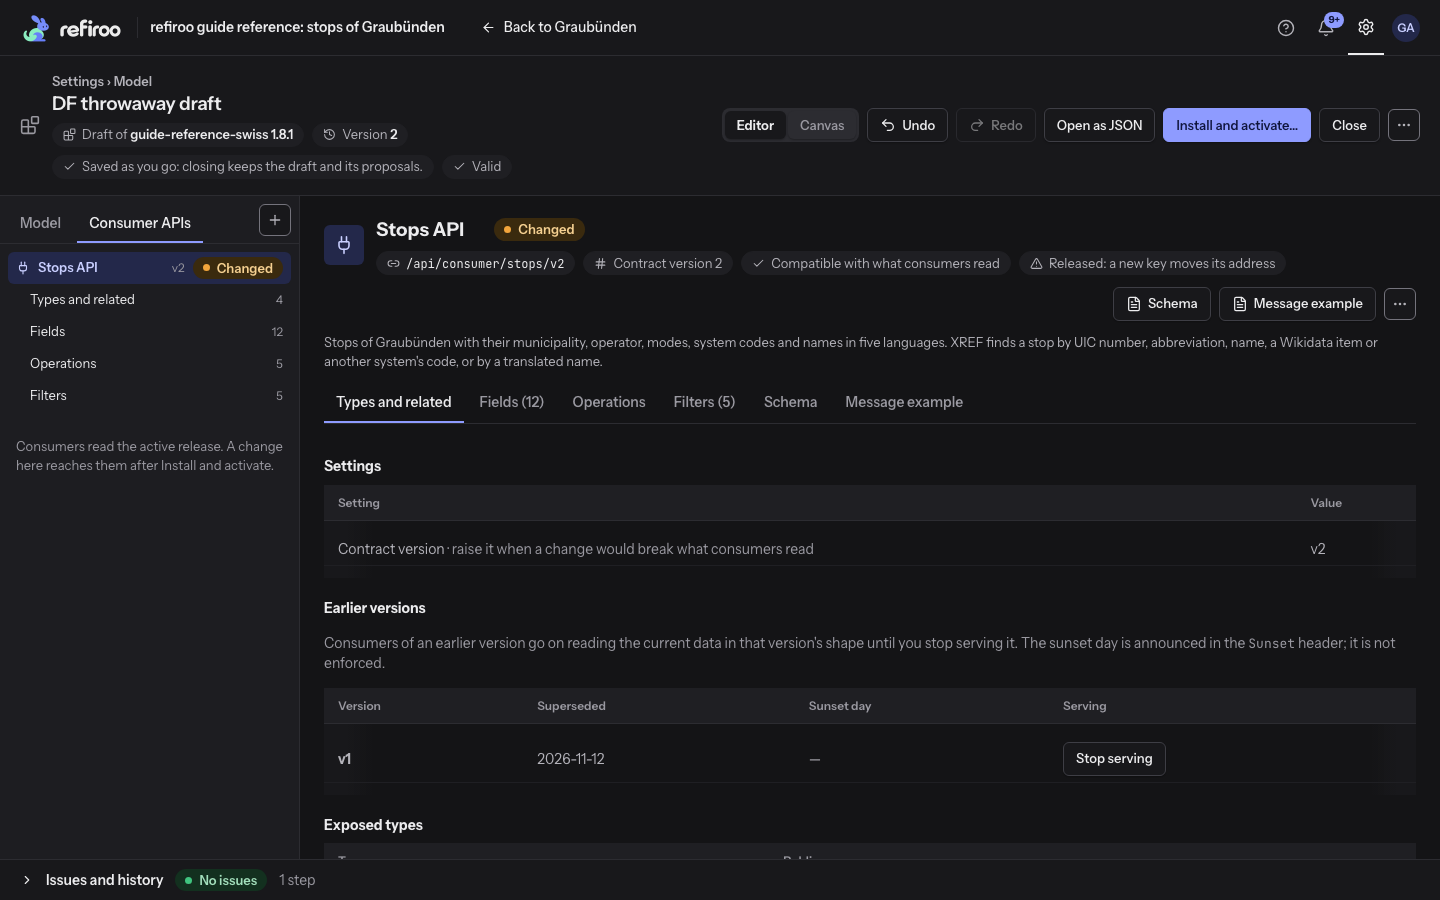 refiroo
refiroo guide reference: stops of Graubünden
← Back to Graubünden
9+
GA
Settings › Model
DF throwaway draft
Draft of guide-reference-swiss 1.8.1
Version 2
Saved as you go: closing keeps the draft and its proposals.
Valid
Editor
Canvas
Undo
Redo
Open as JSON
Install and activate...
Close
Model
Consumer APIs
Stops API v2 Changed
Types and related 4
Fields 12
Operations 5
Filters 5
Consumers read the active release. A change
here reaches them after Install and activate.
Stops API
Changed
/api/consumer/stops/v2
# Contract version 2
Compatible with what consumers read
Released: a new key moves its address
Schema
Message example
Stops of Graubünden with their municipality, operator, modes, system codes and names in five languages. XREF finds a stop by UIC number, abbreviation, name, a Wikidata item or
another system's code, or by a translated name.
Types and related
Fields (12)
Operations
Filters (5)
Schema
Message example
Settings
Setting Value
Contract version · raise it when a change would break what consumers read v2
Earlier versions
Consumers of an earlier version go on reading the current data in that version's shape until you stop serving it. The sunset day is announced in the Sunset header; it is not
enforced.
Version Superseded Sunset day Serving
v1 2026-11-12 — Stop serving
Exposed types
Issues and history
No issues
1 step